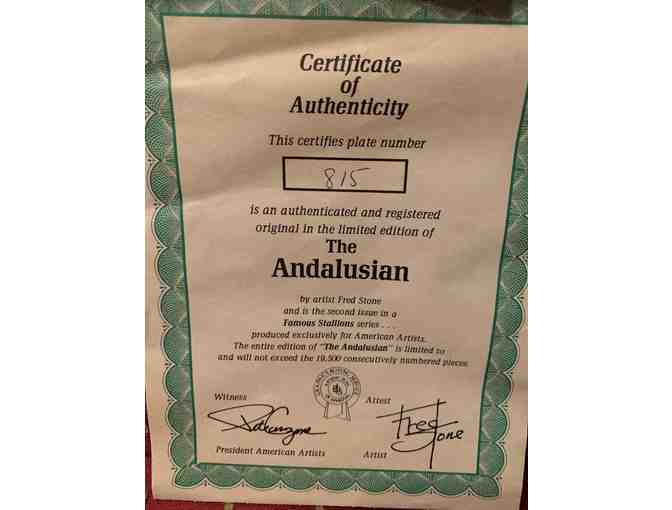 Certificate
of
Authenticity
This certifies plate number
815
is an authenticated and registered
original in the limited edition of
The
Andalusian
by artist Fred Stone
and is the second issue in a
Famous Stallions series . . .
produced exclusively for American Artists.
The entire edition of "The Andalusian" is limited to
and will not exceed the 19,500 consecutively numbered pieces.
Witness
Attest
Fred
Stone
President American Artists
Artist